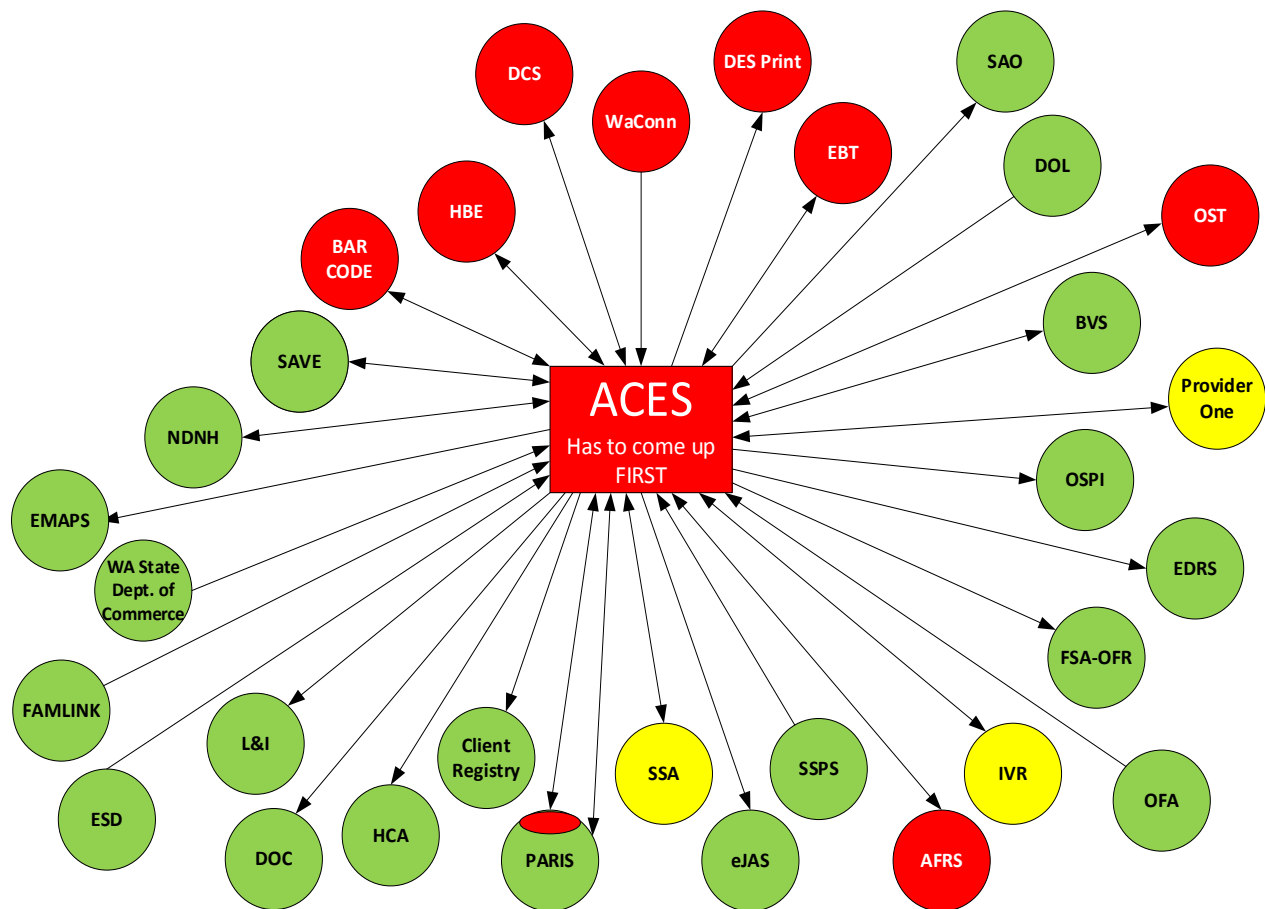 DES Print
SAO
DCS
WaConn
EBT
DOL
HBE
OST
BAR
CODE
BVS
SAVE
Provider
One
ACES
Has to come up
FIRST
NDNH
OSPI
EMAPS
WA State
Dept. of
Commerce
EDRS
FSA-OFR
FAMLINK
L&I
Client
Registry
SSA
SSPS
IVR
OFA
ESD
DOC
HCA
PARIS
eJAS
AFRS